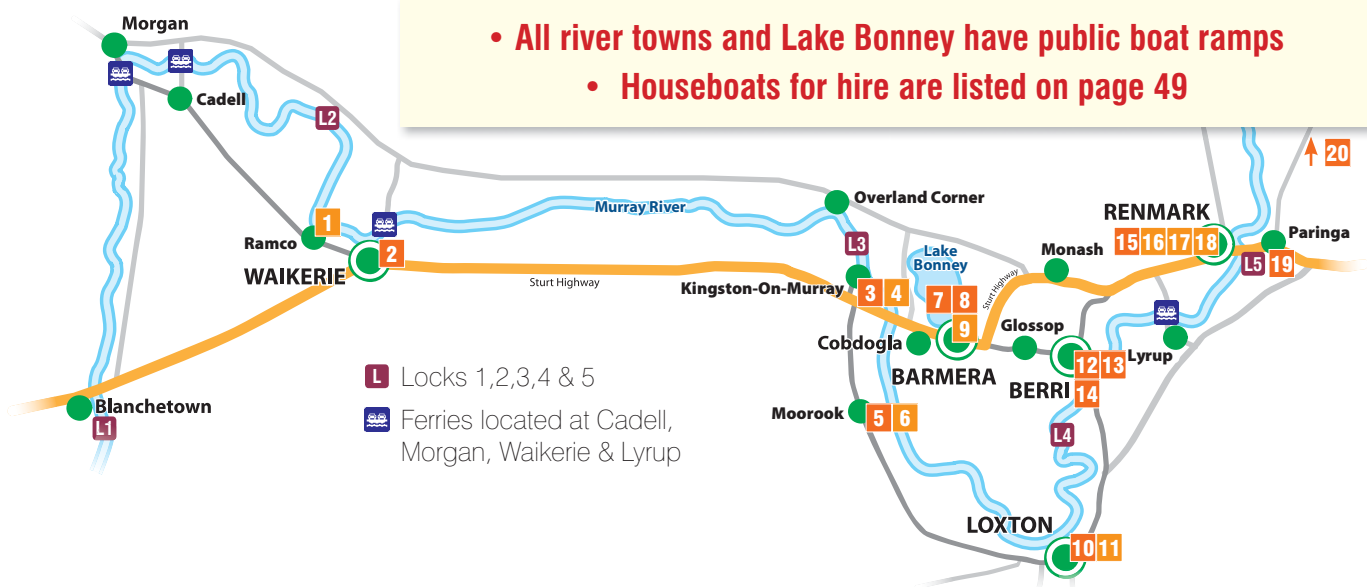 • All river towns and Lake Bonney have public boat ramps
• Houseboats for hire are listed on page 49
Morgan
Cadell
L2
20
Overland Corner
Murray River
RENMARK
15 16 17 18
Paringa
1
Ramco
2
WAIKERIE
L3
Lake
Bonney
Monash
L5
19
Sturt Highway
Kingston-On-Murray
3 4
7 8
9
Sturt Highway
Glossop
Cobdogla
BARMERA
Lyrup
12 13
BERRI
14
L Locks 1,2,3,4 & 5
Ferries located at Cadell,
Morgan, Waikerie & Lyrup
Blanchetown
L1
Moorook
5 6
L4
LOXTON
10 11